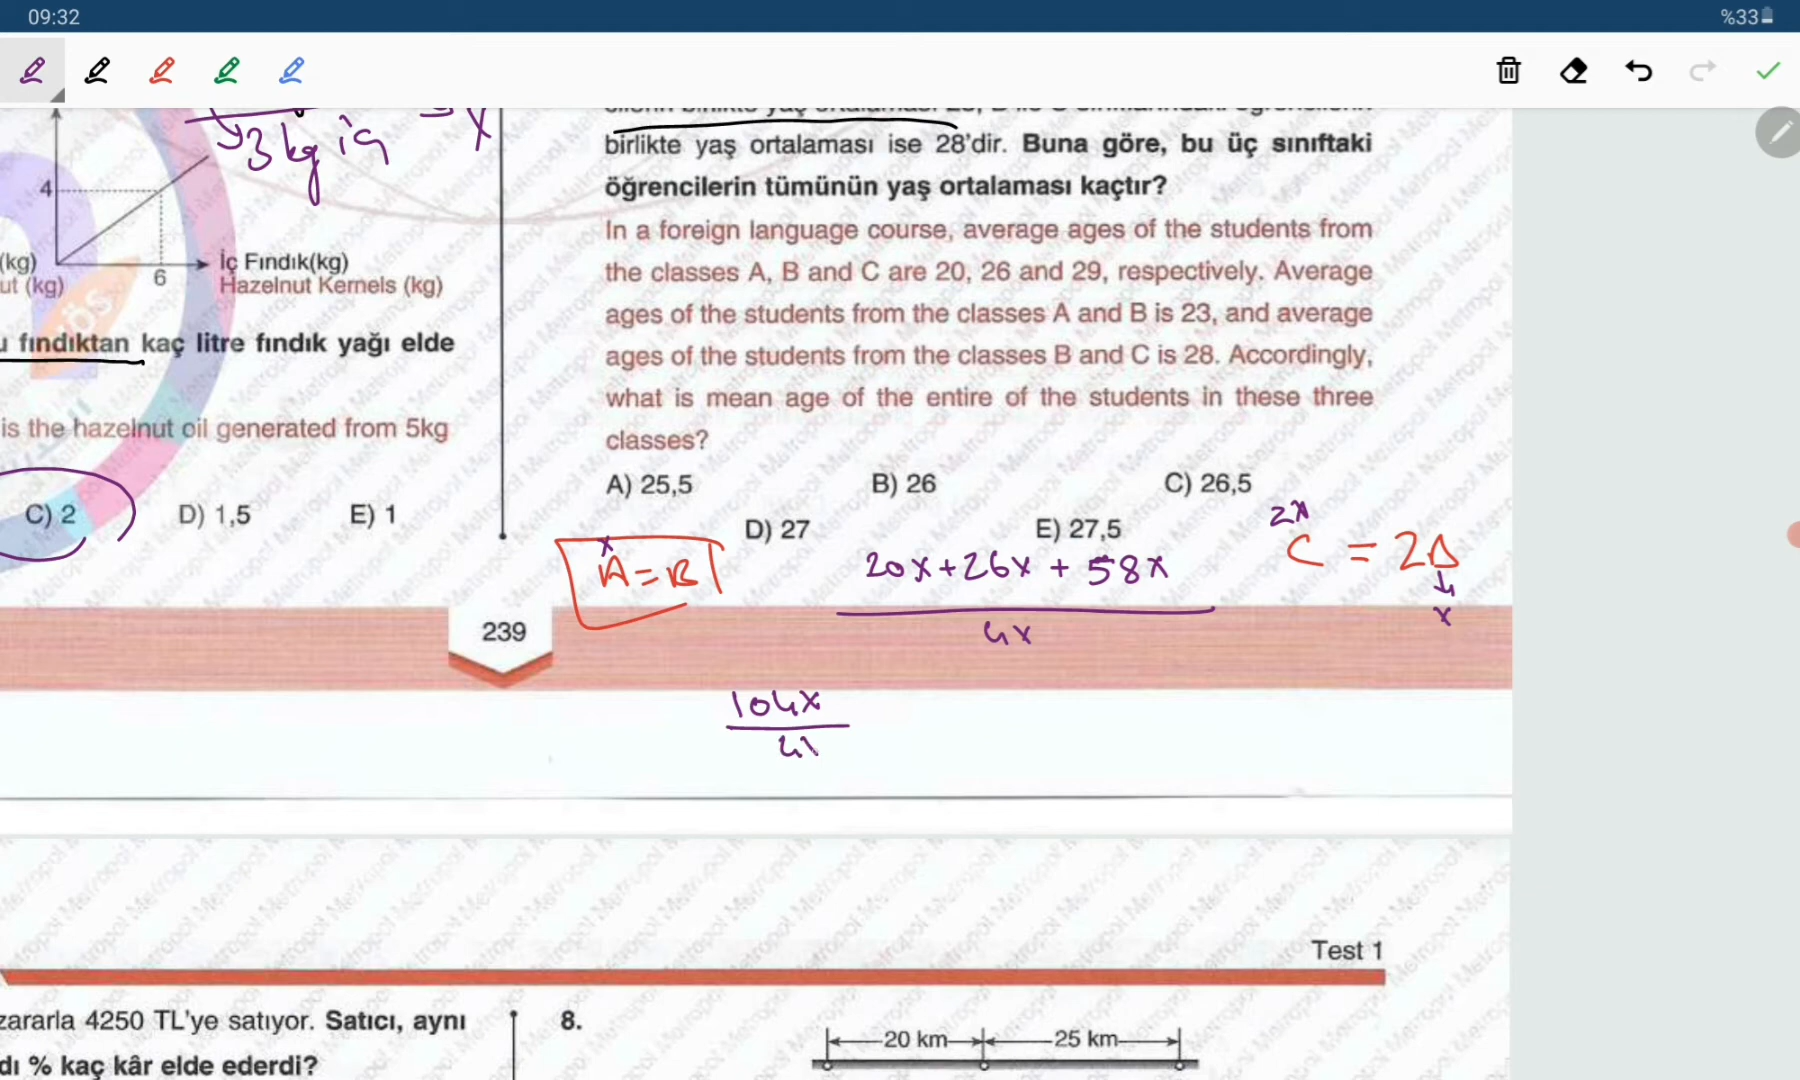 09:32
%33
3 kg iç
X
4
(kg)
ut (kg)
6
İç Fındık(kg)
Hazelnut Kernels (kg)
u fındıktan kaç litre fındık yağı elde
is the hazelnut oil generated from 5kg
C) 2
D) 1,5
E) 1
birlikte yaş ortalaması ise 28'dir. Buna göre, bu üç sınıftaki
öğrencilerin tümünün yaş ortalaması kaçtır?
In a foreign language course, average ages of the students from
the classes A, B and C are 20, 26 and 29, respectively. Average
ages of the students from the classes A and B is 23, and average
ages of the students from the classes B and C is 28. Accordingly,
what is mean age of the entire of the students in these three
classes?
A) 25,5
B) 26
C) 26,5
D) 27
E) 27,5
x
A = B
20x+26x + 58x
4x
2x
C = 2
x
104x
239
Test 1
zararla 4250 TL'ye satıyor. Satıcı, aynı
dı % kaç kâr elde ederdi?
8.
20 km
25 km